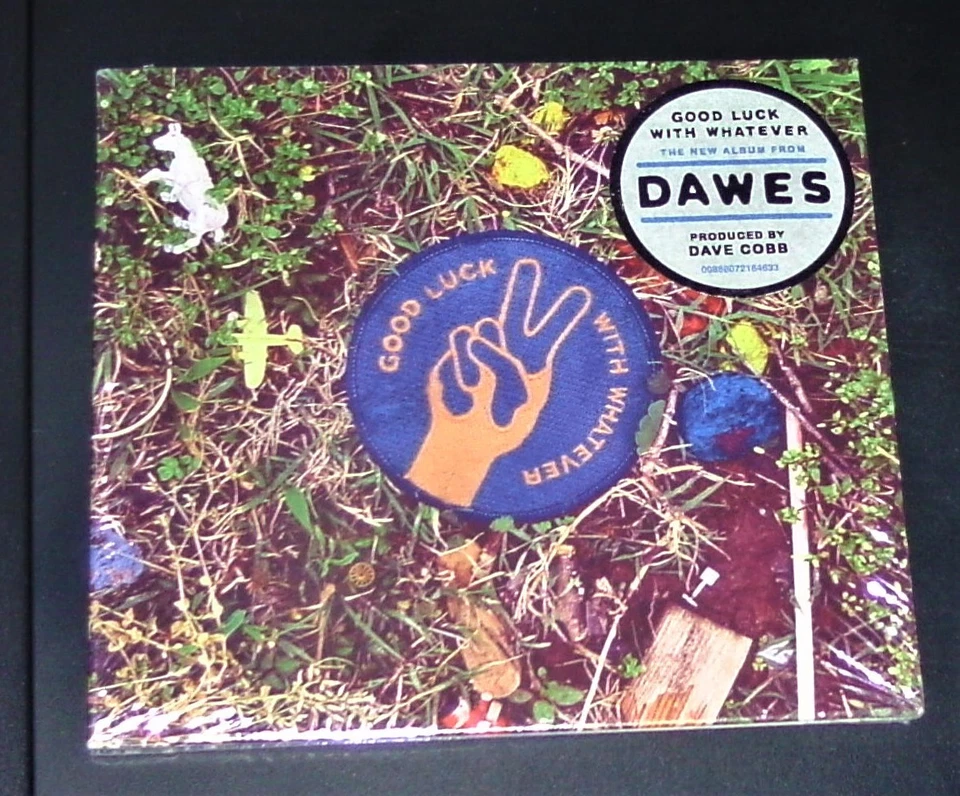 GOOD LUCK
WITH WHATEVER
THE NEW ALBUM FROM
DAWES
PRODUCED BY
DAVE COBB
GOOD LUCK
WITH WHATEVER